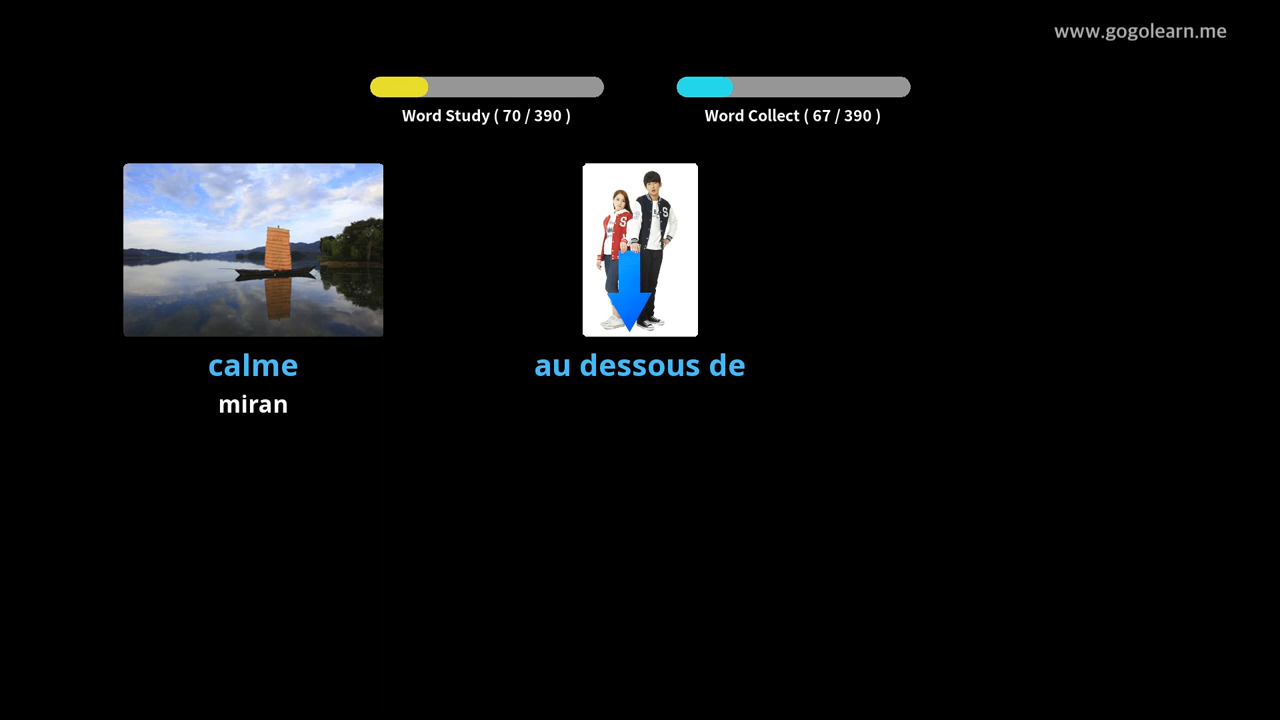 www.gogolearn.me
Word Study ( 70 / 390 )
Word Collect ( 67 / 390 )
S
S
calme
au dessous de
miran